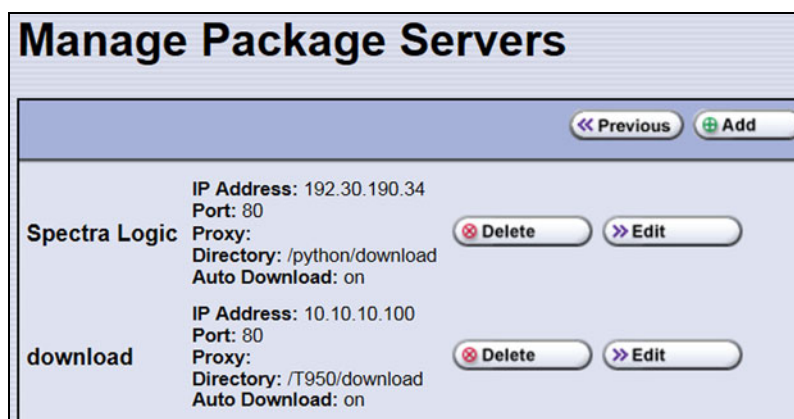 Manage Package Servers
Previous Add
IP Address: 192.30.190.34
Port: 80
Spectra Logic Proxy: Delete Edit
Directory: /python/download
Auto Download: on
IP Address: 10.10.10.100
Port: 80
download Proxy: Delete Edit
Directory: /T950/download
Auto Download: on